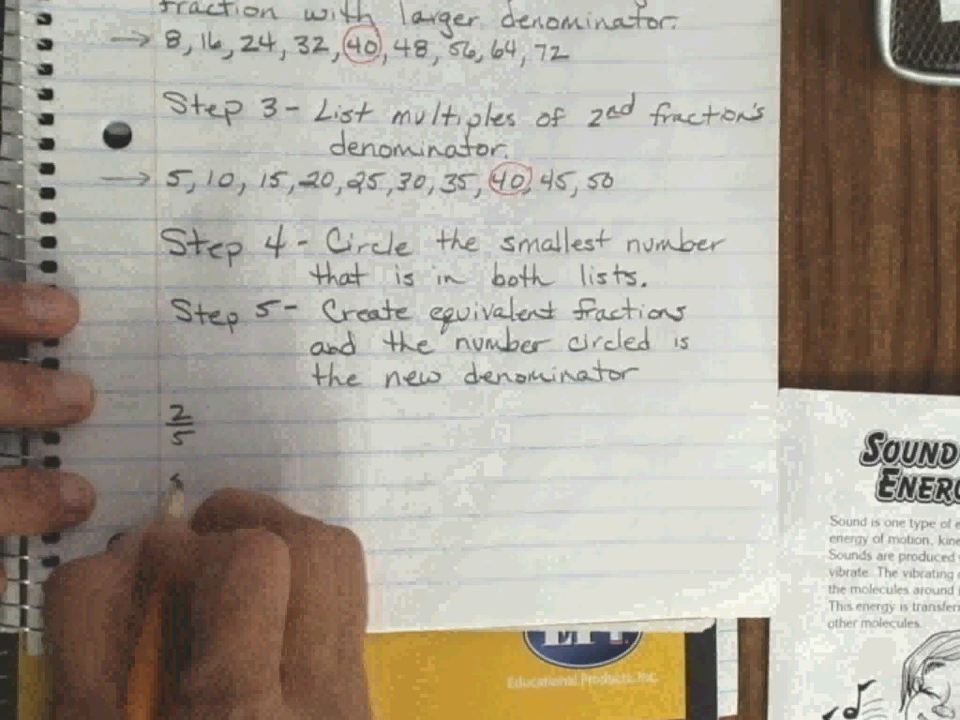 fraction with larger denominator.
→ 8, 16, 24, 32, 40, 48, 56, 64, 72
Step 3 - List multiples of 2nd fraction's
denominator.
→ 5, 10, 15, 20, 25, 30, 35, 40, 45, 50
Step 4 - Circle the smallest number
that is in both lists.
Step 5 - Create equivalent fractions
and the number circled is
the new denominator
2
5
SOUND
ENER
Sound is one type of
energy of motion,
Sounds are produced
vibrate. The vibrating
the molecules around
This energy is
other molecules.
Educational Products, Inc.